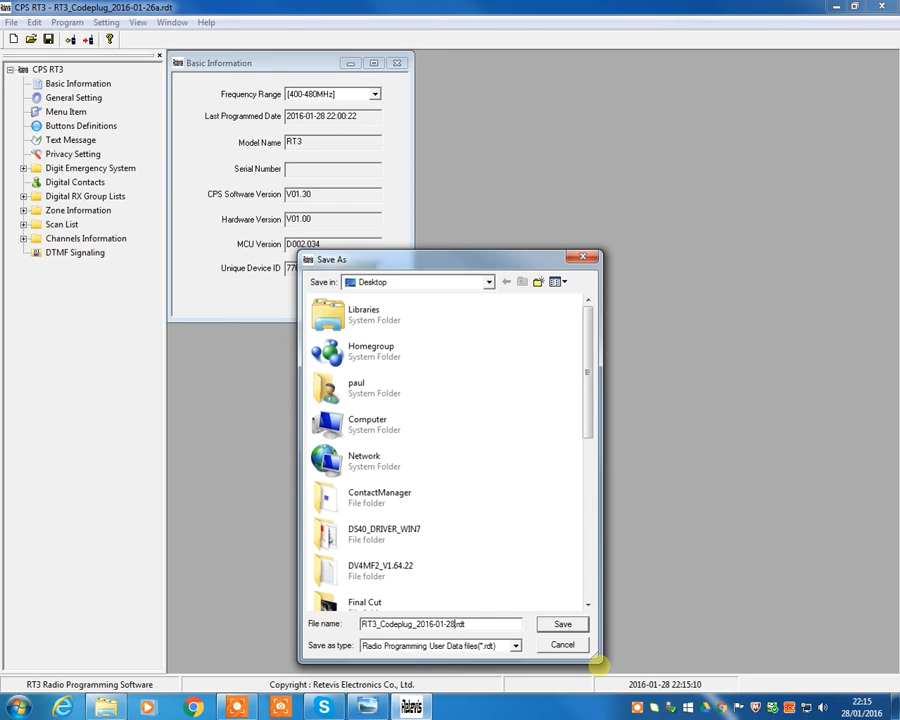 CPS RT3 - RT3_Codeplug_2016-01-26a.rdt
File Edit Program Setting View Window Help
CPS RT3
Basic Information
General Setting
Menu Item
Buttons Definitions
Text Message
Privacy Setting
Digit Emergency System
Digital Contacts
Digital RX Group Lists
Zone Information
Scan List
Channels Information
DTMF Signaling
Basic Information
Frequency Range [400-480MHz]
Last Programmed Date 2016-01-28 22:00:22
Model Name RT3
Serial Number
CPS Software Version V01.30
Hardware Version V01.00
MCU Version D002.034
Unique Device ID
Save As
Save in: Desktop
Libraries
System Folder
Homegroup
System Folder
paul
System Folder
Computer
System Folder
Network
System Folder
ContactManager
File folder
DS40_DRIVER_WIN7
File folder
DV4MF2_V1.64.22
File folder
Final Cut
File folder
File name: RT3_Codeplug_2016-01-28.rdt Save
Save as type: Radio Programming User Data files(*.rdt) Cancel
RT3 Radio Programming Software Copyright : Retevis Electronics Co., Ltd. 2016-01-28 22:15:10
Retevis
22:15
28/01/2016